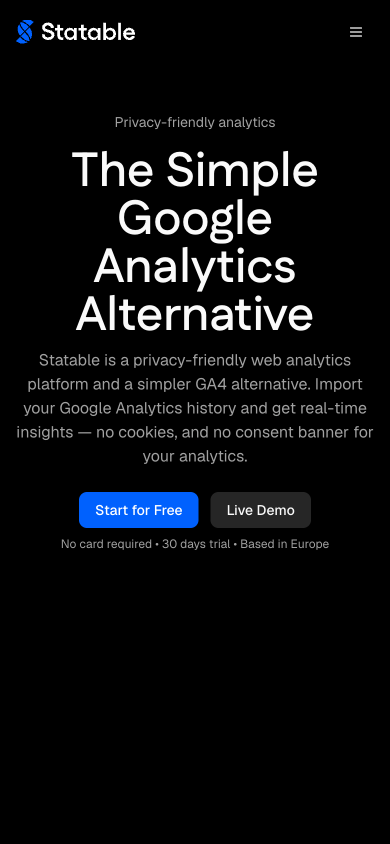 Statable
Privacy-friendly analytics
The Simple
Google
Analytics
Alternative
Statable is a privacy-friendly web analytics
platform and a simpler GA4 alternative. Import
your Google Analytics history and get real-time
insights — no cookies, and no consent banner for
your analytics.
Start for Free
Live Demo
No card required • 30 days trial • Based in Europe